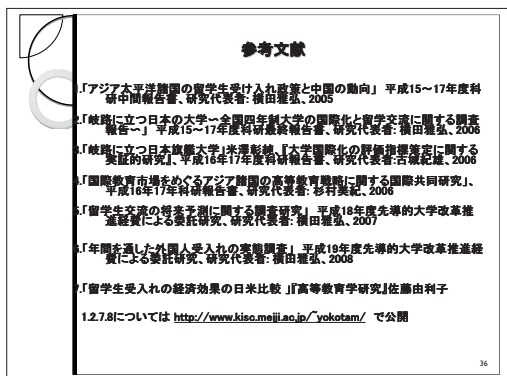 参考文献
1.「アジア太平洋諸国の留学生受け入れ政策と中国の動向」 平成15～17年度科
研中間報告書、研究代表者: 横田雅弘、2005
2.「岐路に立つ日本の大学～全国四年制大学の国際化と留学交流に関する調査
報告～」 平成15～17年度科研最終報告書、研究代表者: 横田雅弘、2006
3.「岐路に立つ日本旗艦大学」米澤彰純、『大学国際化の評価指標策定に関する
実証的研究』、平成16年17年度科研報告書、研究代表者:古城紀雄、2006
4.「国際教育市場をめぐるアジア諸国の高等教育戦略に関する国際共同研究」、
平成16年17年科研報告書、研究代表者: 杉村美紀、2006
5.「留学生交流の将来予測に関する調査研究」 平成18年度先導的大学改革推
進経費による委託研究、研究代表者: 横田雅弘、2007
6.「年間を通した外国人受入れの実態調査」 平成19年度先導的大学改革推進経
費による委託研究、研究代表者: 横田雅弘、2008
7.「留学生受入れの経済効果の日米比較 」『高等教育学研究』佐藤由利子
1.2.7.8については http://www.kisc.meiji.ac.jp/~yokotam/ で公開
36